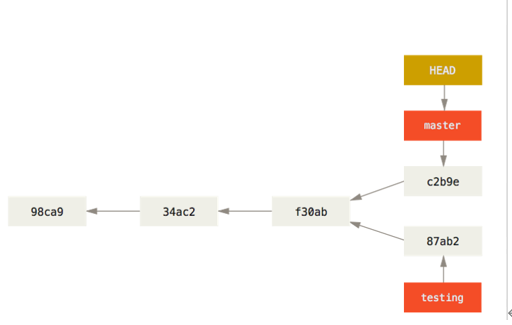 HEAD
master
c2b9e
98ca9 34ac2 f30ab
87ab2
testing